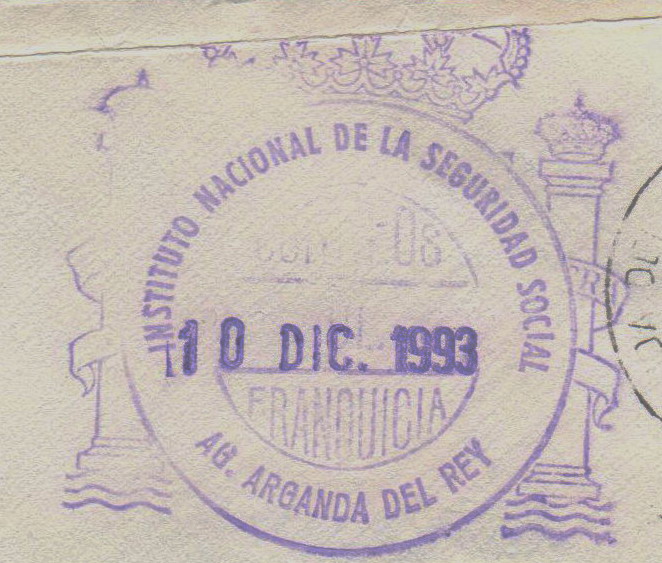 INSTITUTO NACIONAL DE LA SEGURIDAD SOCIAL
10 DIC. 1993
FRANQUICIA
AG. ARGANDA DEL REY